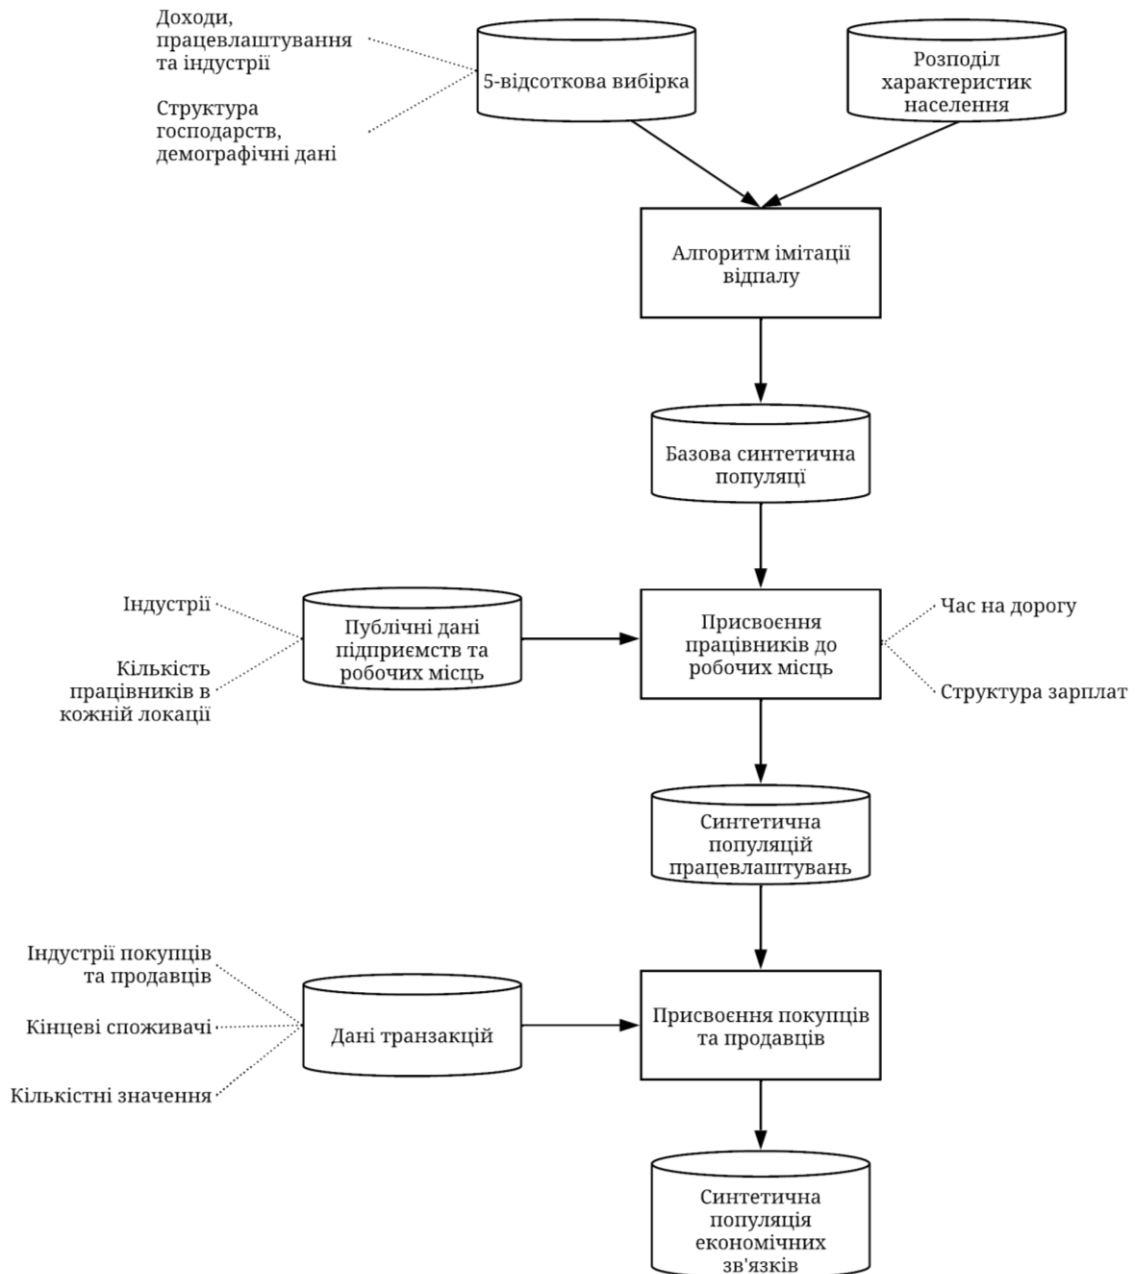 Доходи,
працевлаштування
та індустрії
Структура
господарств,
демографічні дані
5-відсоткова вибірка
Розподіл
характеристик
населення
Алгоритм імітації
відпалу
Базова синтетична
популяцї
Індустрії
Кількість
працівників в
кожній локації
Публічні дані
підприємств та
робочих місць
Присвоєння
працівників до
робочих місць
Час на дорогу
Структура зарплат
Синтетична
популяцій
працевлаштувань
Індустрії покупців
та продавців
Кінцеві споживачі
Кількістні значення
Дані транзакцій
Присвоєння покупців
та продавців
Синтетична
популяція
економічних
зв'язків